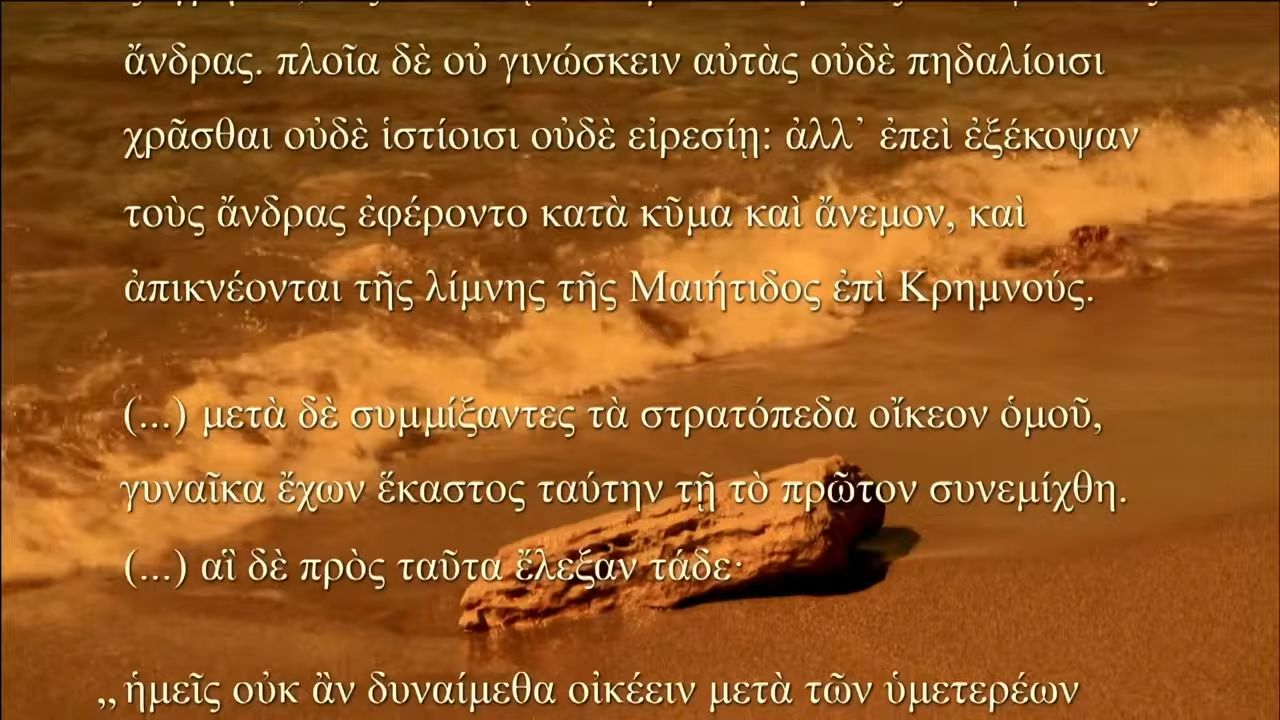 ἄνδρας. πλοῖα δὲ οὐ γινώσκειν αὐτὰς οὐδὲ πηδαλίοισι
χρᾶσθαι οὐδὲ ἱστίοισι οὐδὲ εἰρεσίῃ: ἀλλ᾽ ἐπεὶ ἐξέκοψαν
τοὺς ἄνδρας ἐφέροντο κατὰ κῦμα καὶ ἄνεμον, καὶ
ἀπικνέονται τῆς λίμνης τῆς Μαιήτιδος ἐπὶ Κρημνούς.
(...) μετὰ δὲ συμμίξαντες τὰ στρατόπεδα οἴκεον ὁμοῦ,
γυναῖκα ἔχων ἕκαστος ταύτην τῇ τὸ πρῶτον συνεμίχθη.
(...) αἳ δὲ πρὸς ταῦτα ἔλεξαν τάδε·
„ἡμεῖς οὐκ ἂν δυναίμεθα οἰκέειν μετὰ τῶν ὑμετερέων